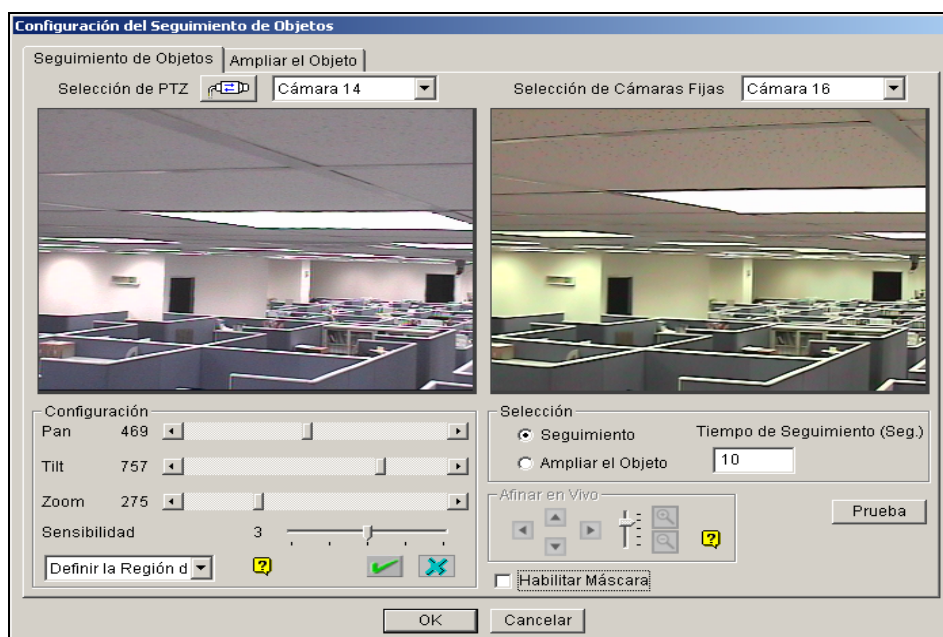 Configuración del Seguimiento de Objetos
Seguimiento de Objetos
Ampliar el Objeto
Selección de PTZ
Cámara 14
Selección de Cámaras Fijas
Cámara 16
Configuración
Pan 469
Tilt 757
Zoom 275
Sensibilidad 3
Definir la Región d
?
Selección
Seguimiento
Ampliar el Objeto
Tiempo de Seguimiento (Seg.)
10
Afinar en Vivo
?
Prueba
Habilitar Máscara
OK
Cancelar